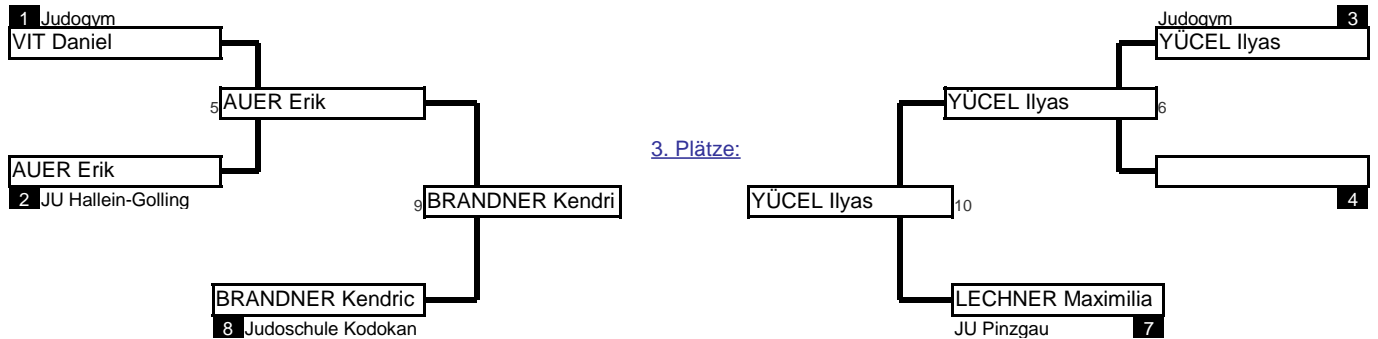 1 Judogym
VIT Daniel
5 AUER Erik
AUER Erik
2 JU Hallein-Golling
9 BRANDNER Kendri
BRANDNER Kendric
8 Judoschule Kodokan
3. Plätze:
Judogym 3
YÜCEL Ilyas
YÜCEL Ilyas 6
4
YÜCEL Ilyas 10
LECHNER Maximilia
JU Pinzgau 7